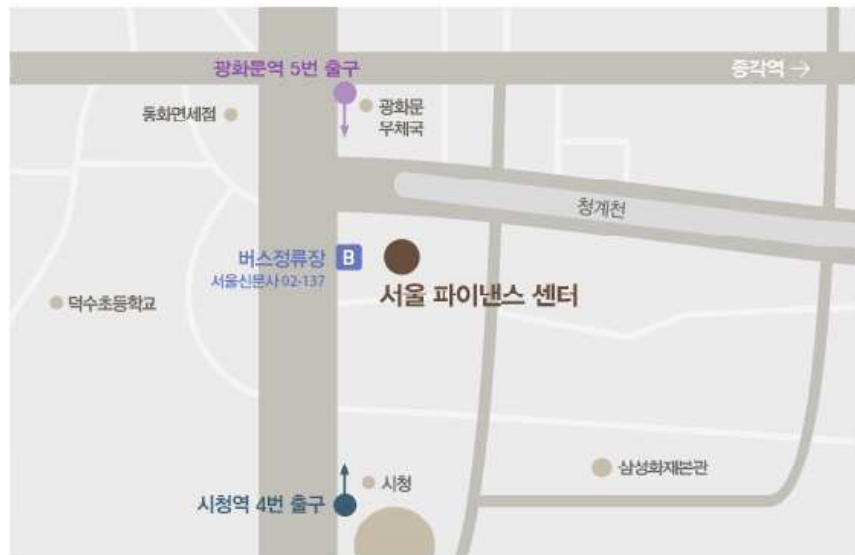 광화문역 5번 출구
종각역 →
동화면세점
광화문
우체국
청계천
버스정류장 B
서울신문사 02-137
서울 파이낸스 센터
덕수초등학교
삼성화재본관
시청
시청역 4번 출구